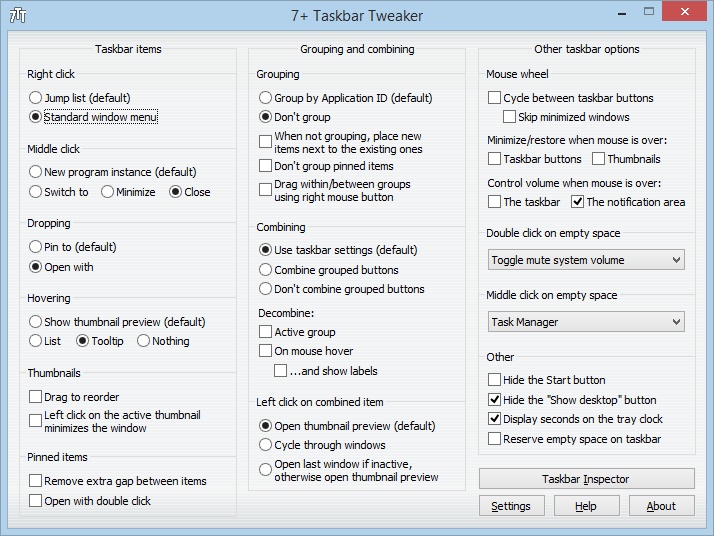 7+ Taskbar Tweaker
Taskbar items
Right click
Jump list (default)
Standard window menu
Middle click
New program instance (default)
Switch to Minimize Close
Dropping
Pin to (default)
Open with
Hovering
Show thumbnail preview (default)
List Tooltip Nothing
Thumbnails
Drag to reorder
Left click on the active thumbnail
minimizes the window
Pinned items
Remove extra gap between items
Open with double click
Grouping and combining
Grouping
Group by Application ID (default)
Don't group
When not grouping, place new
items next to the existing ones
Don't group pinned items
Drag within/between groups
using right mouse button
Combining
Use taskbar settings (default)
Combine grouped buttons
Don't combine grouped buttons
Decombine:
Active group
On mouse hover
...and show labels
Left click on combined item
Open thumbnail preview (default)
Cycle through windows
Open last window if inactive,
otherwise open thumbnail preview
Other taskbar options
Mouse wheel
Cycle between taskbar buttons
Skip minimized windows
Minimize/restore when mouse is over:
Taskbar buttons Thumbnails
Control volume when mouse is over:
The taskbar The notification area
Double click on empty space
Toggle mute system volume
Middle click on empty space
Task Manager
Other
Hide the Start button
Hide the "Show desktop" button
Display seconds on the tray clock
Reserve empty space on taskbar
Taskbar Inspector
Settings Help About